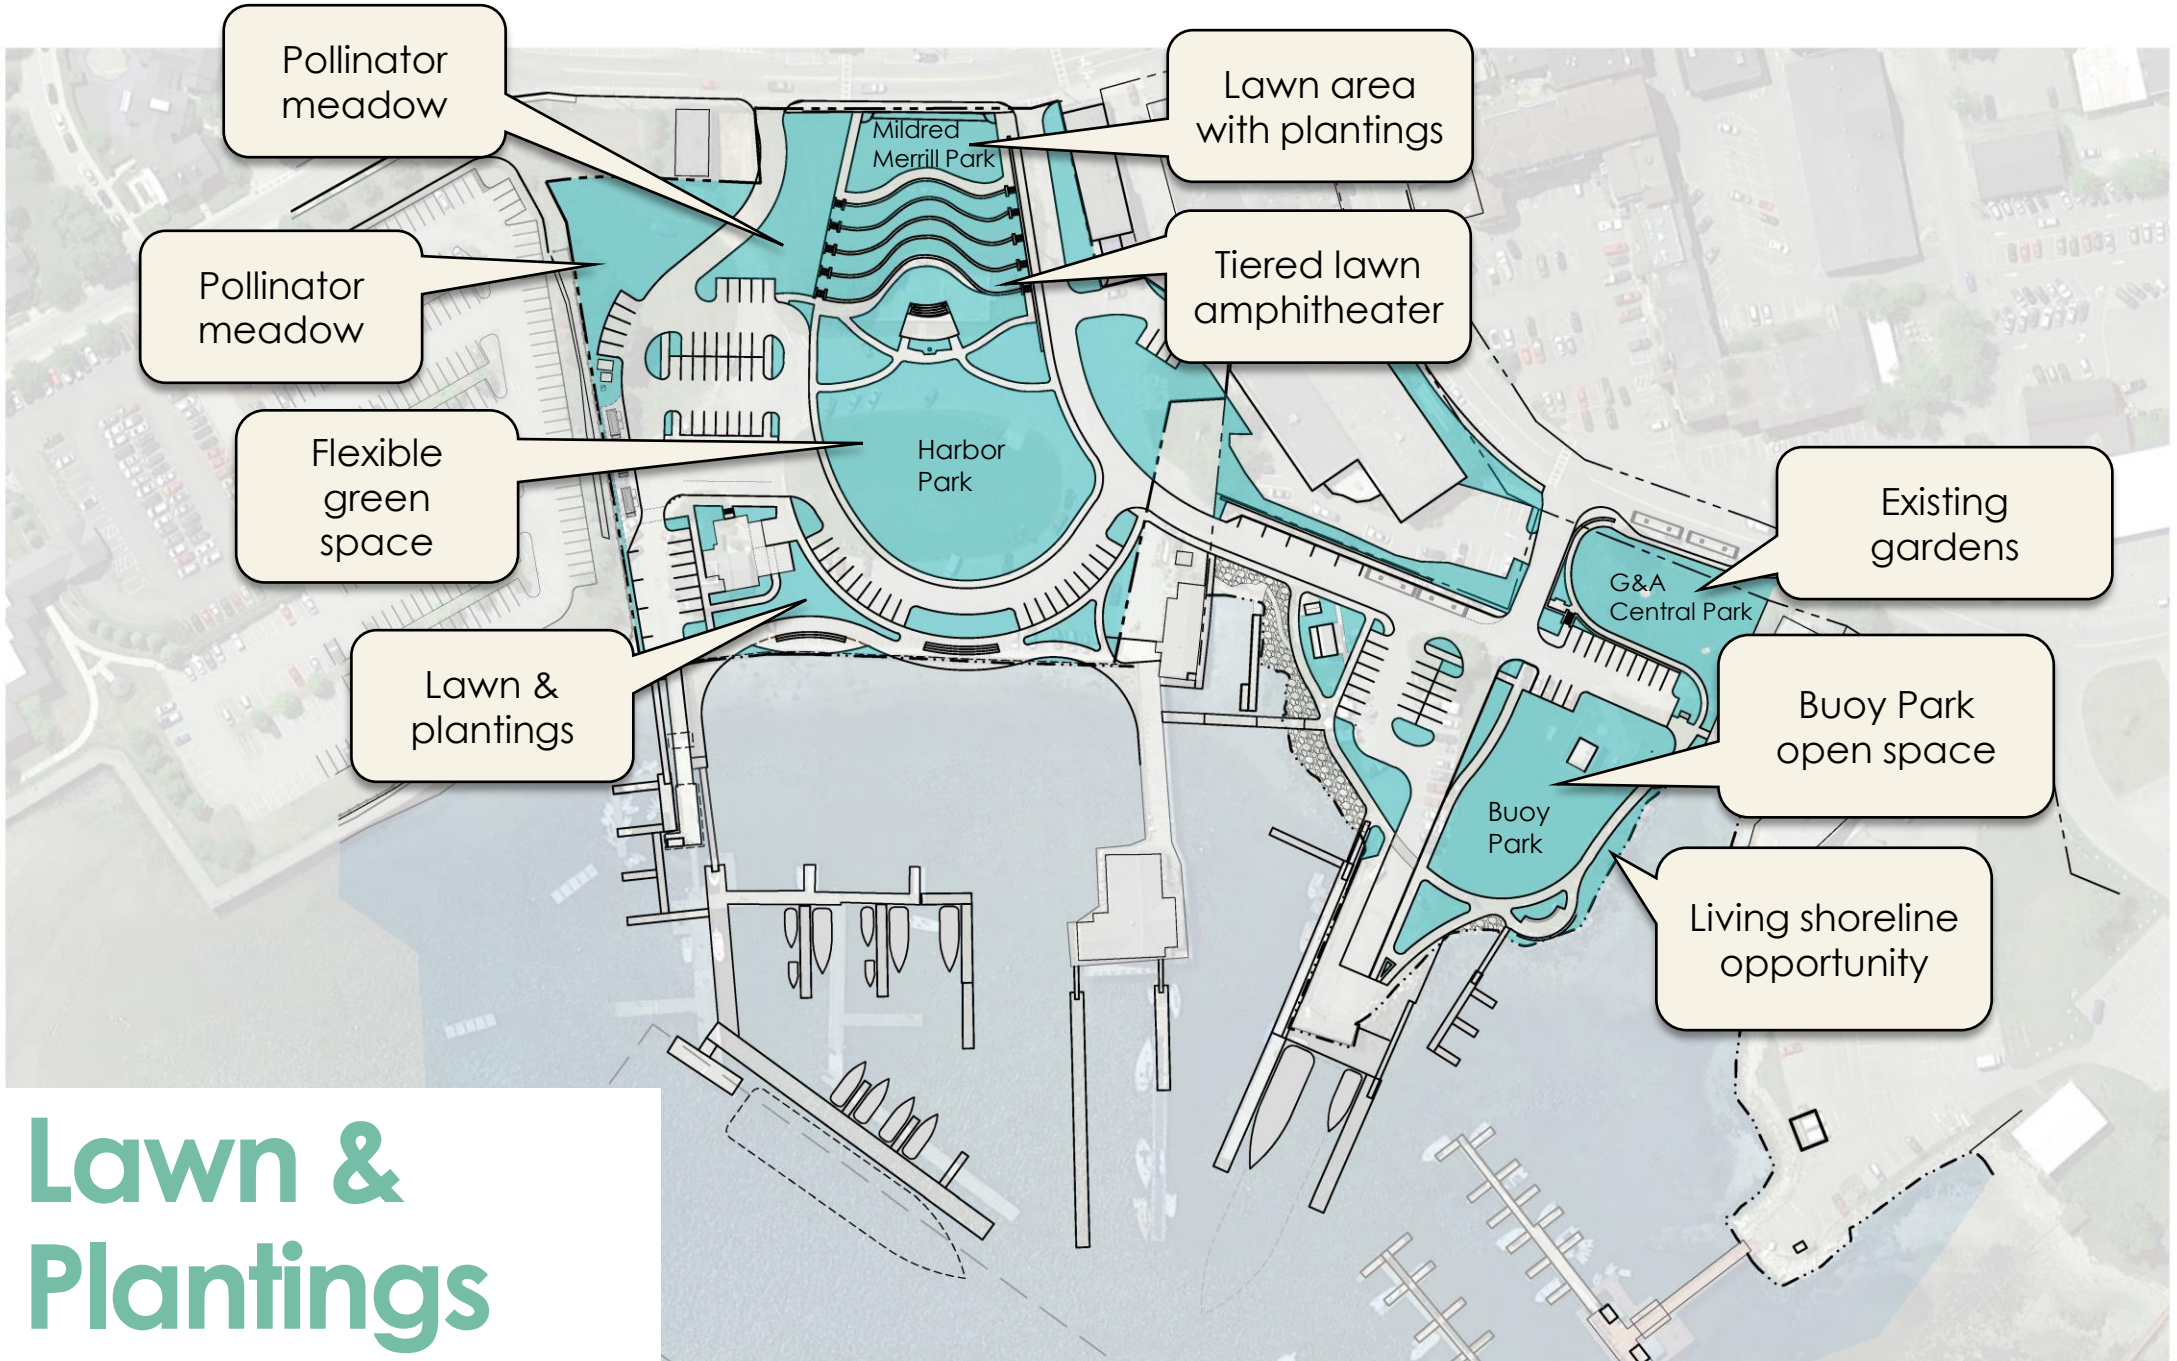 Pollinator
meadow
Lawn area
with plantings
Mildred
Merrill Park
Pollinator
meadow
Tiered lawn
amphitheater
Flexible
green
space
Harbor
Park
Existing
gardens
G&A
Central Park
Lawn &
plantings
Buoy Park
open space
Buoy
Park
Living shoreline
opportunity
Lawn &
Plantings